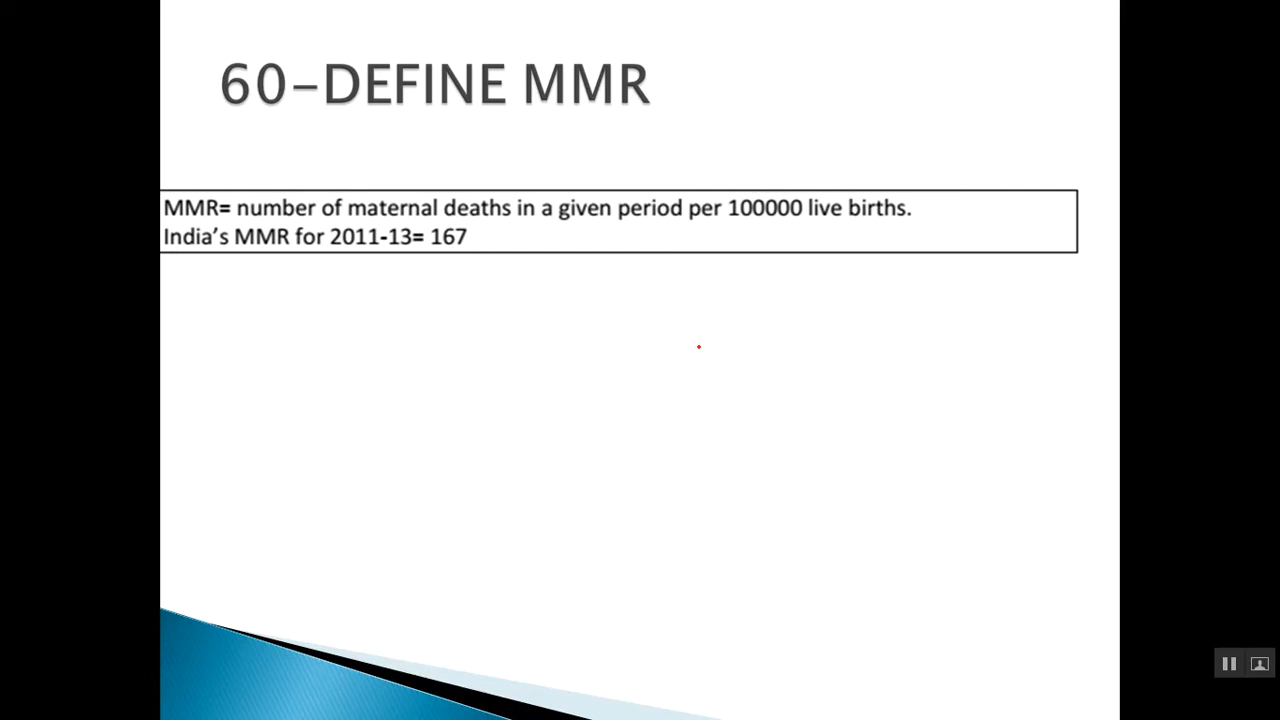 60-DEFINE MMR
MMR= number of maternal deaths in a given period per 100000 live births.
India’s MMR for 2011-13= 167